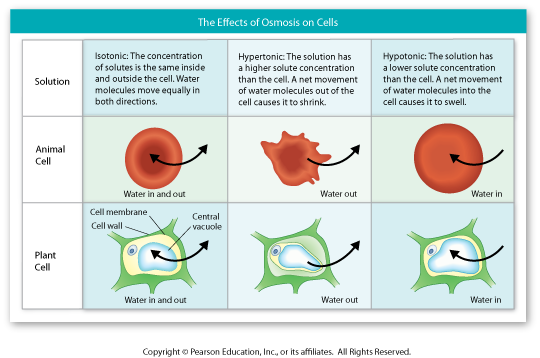 The Effects of Osmosis on Cells
Solution
Isotonic: The concentration
of solutes is the same inside
and outside the cell. Water
molecules move equally in
both directions.
Hypertonic: The solution has
a higher solute concentration
than the cell. A net movement
of water molecules out of the
cell causes it to shrink.
Hypotonic: The solution has
a lower solute concentration
than the cell. A net movement
of water molecules into the
cell causes it to swell.
Animal
Cell
Water in and out
Water out
Water in
Plant
Cell
Cell membrane
Cell wall
Central
vacuole
Water in and out
Water out
Water in
Copyright © Pearson Education, Inc., or its affiliates. All Rights Reserved.